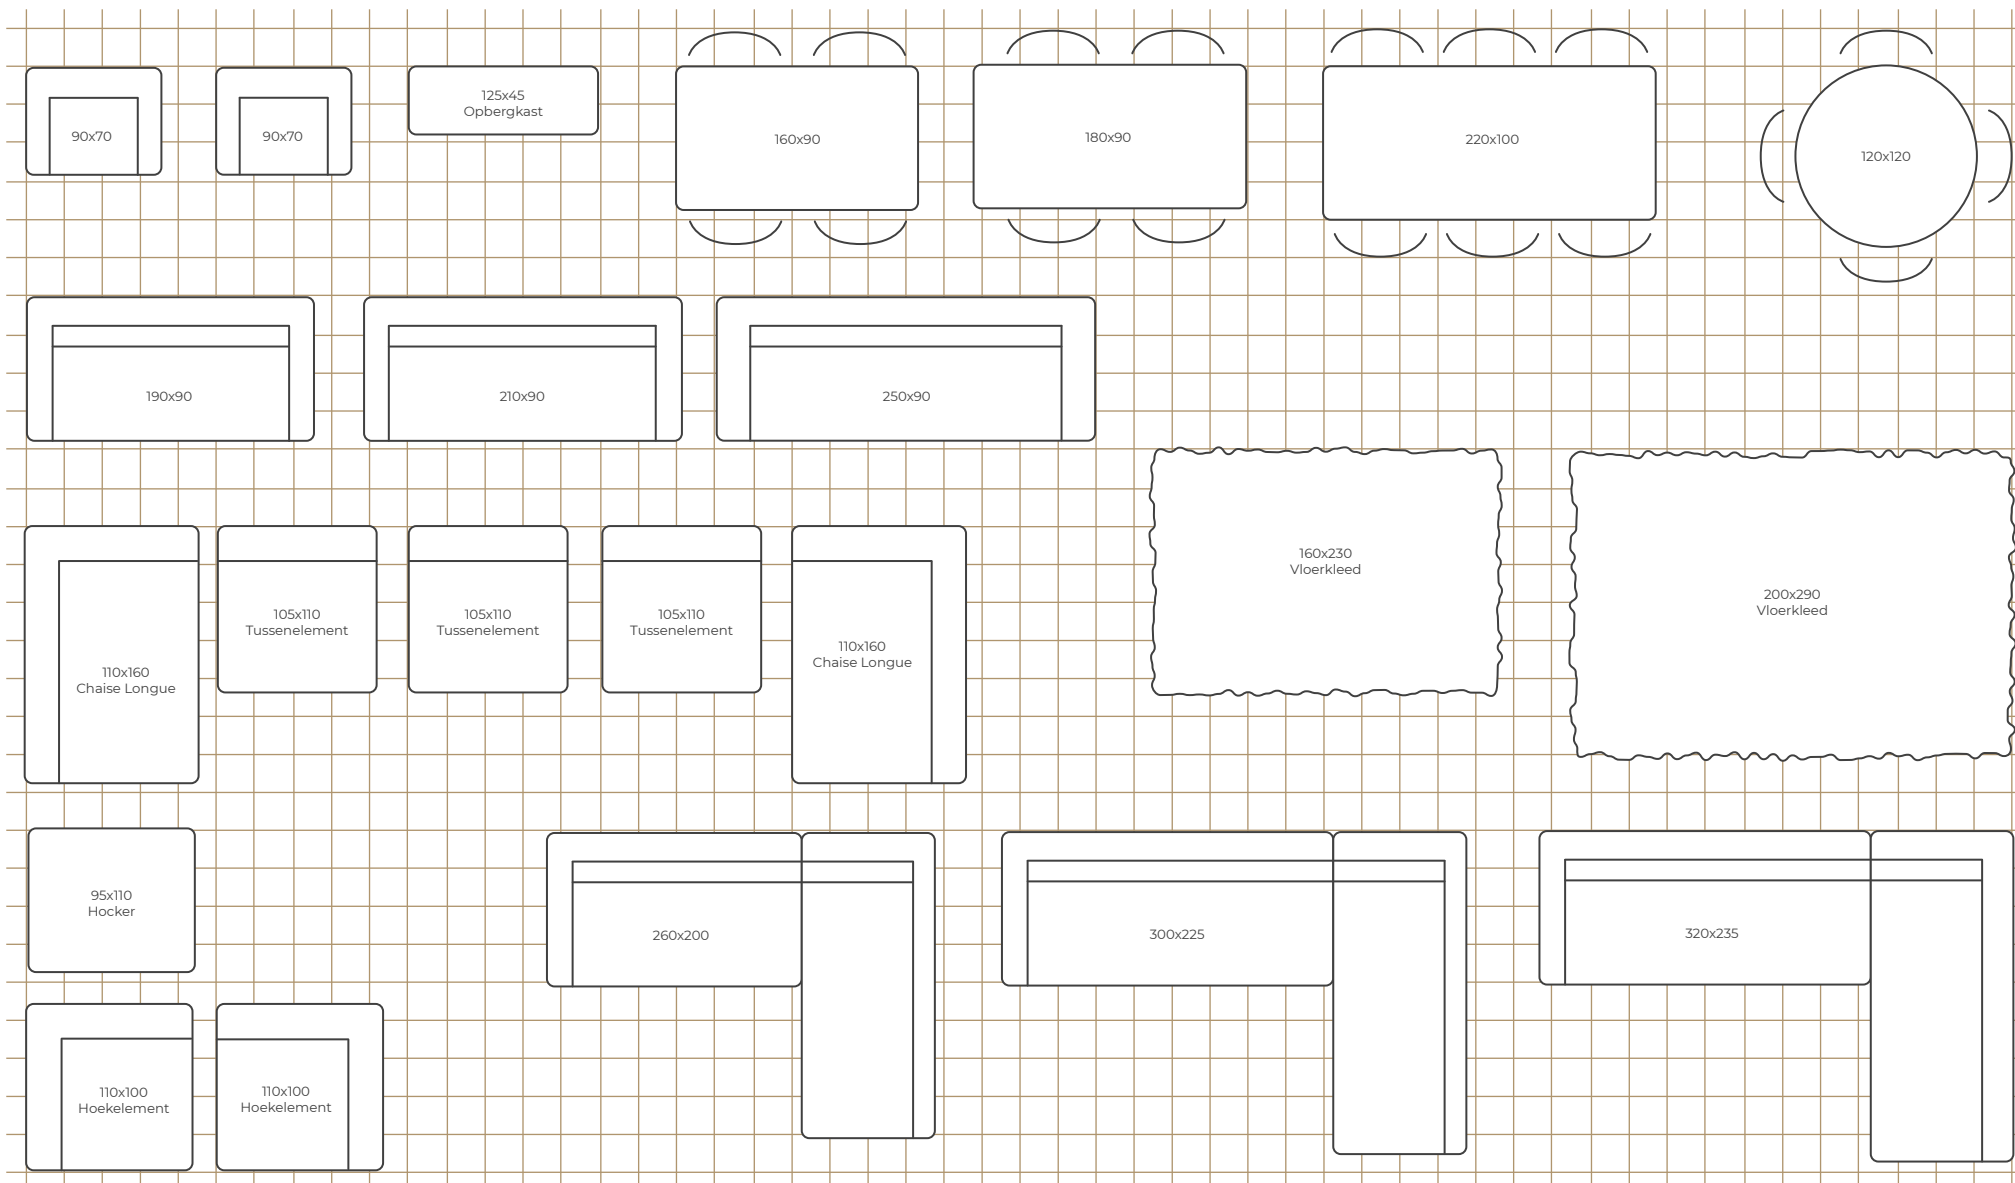 90x70
90x70
125x45
Opbergkast
160x90
180x90
220x100
120x120
190x90
210x90
250x90
160x230
Vloerkleed
200x290
Vloerkleed
110x160
Chaise Longue
105x110
Tussenelement
105x110
Tussenelement
105x110
Tussenelement
110x160
Chaise Longue
95x110
Hocker
260x200
300x225
320x235
110x100
Hoekelement
110x100
Hoekelement